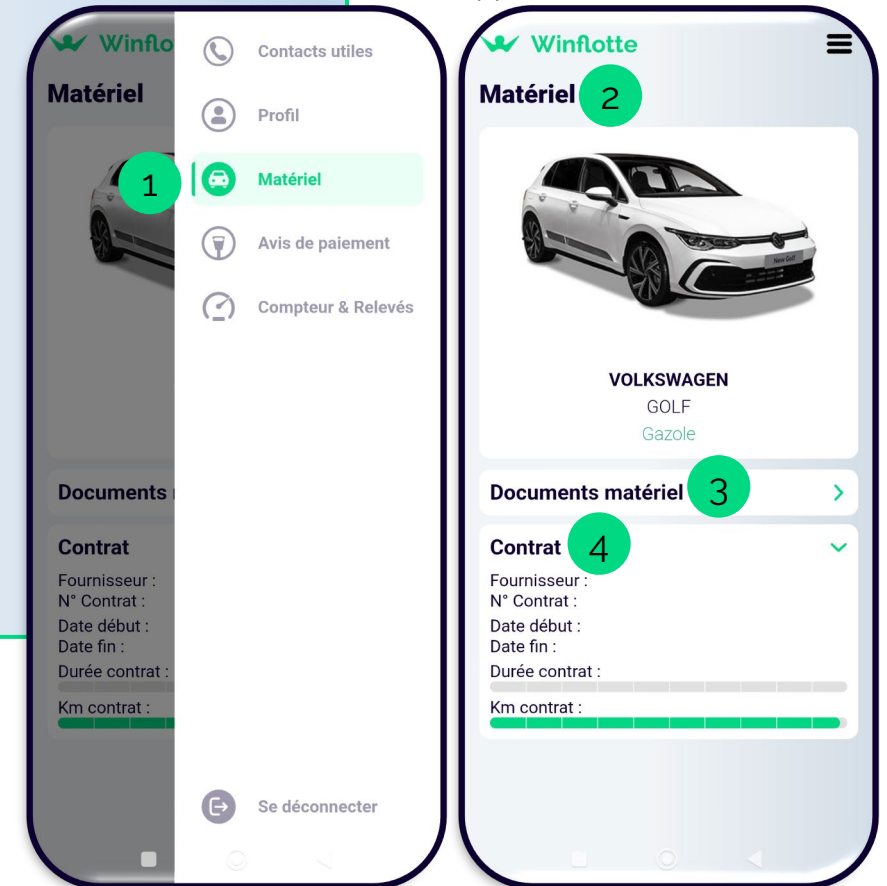 Winflo
Contacts utiles
Matériel
Profil
1
Matériel
Avis de paiement
Compteur & Relevés
Documents
Contrat
Fournisseur :
N° Contrat :
Date début :
Date fin :
Durée contrat :
Km contrat :
Se déconnecter
Winflotte
Matériel 2
New Golf
VOLKSWAGEN
GOLF
Gazole
Documents matériel 3
Contrat 4
Fournisseur :
N° Contrat :
Date début :
Date fin :
Durée contrat :
Km contrat :